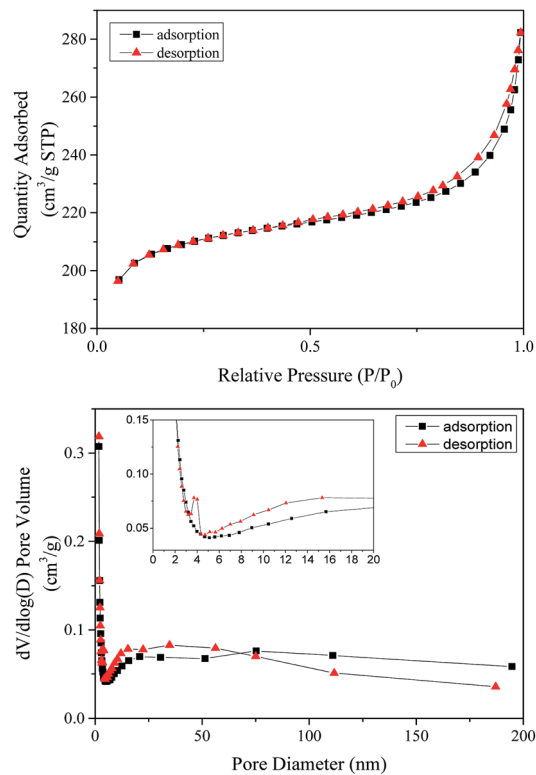 280
260
240
220
200
180
Quantity Adsorbed
(cm³/g STP)
adsorption
desorption
0.0
0.5
1.0
Relative Pressure (P/P₀)
0.3
0.2
0.1
0.0
dV/dlog(D) Pore Volume
(cm³/g)
0.15
0.10
0.05
0 2 4 6 8 10 12 14 16 18 20
adsorption
desorption
0 50 100 150 200
Pore Diameter (nm)